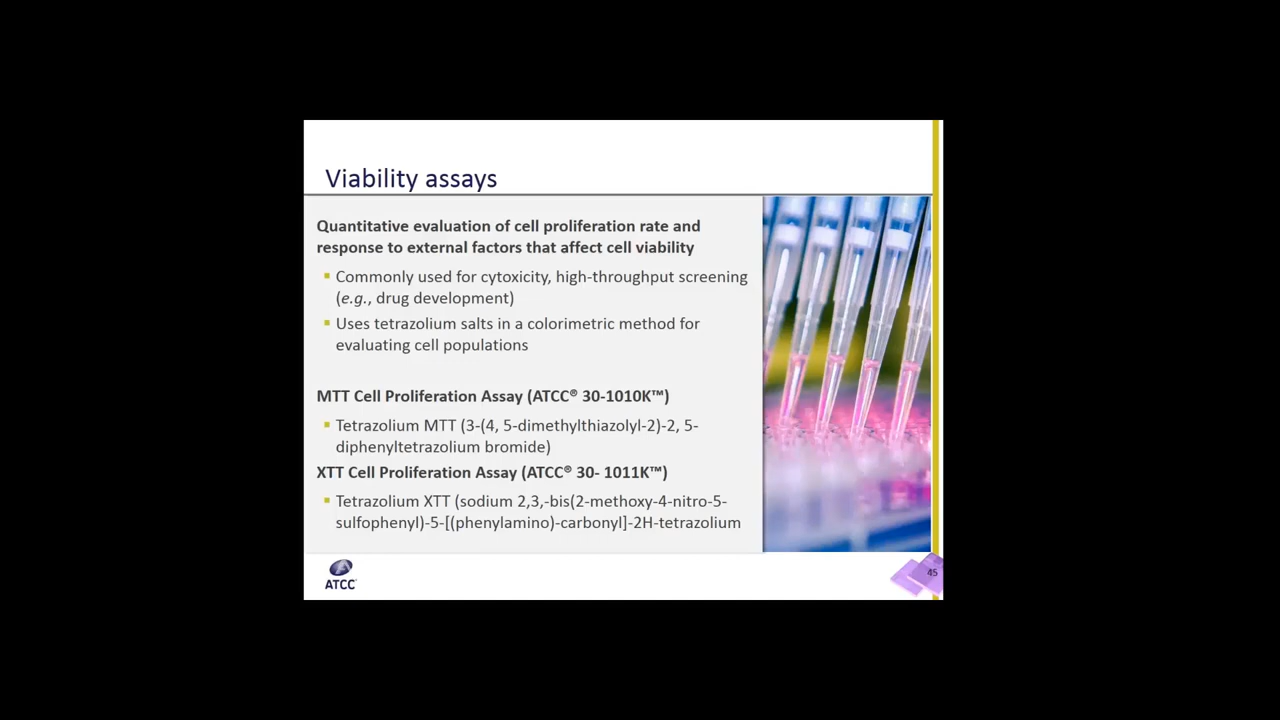 Viability assays
Quantitative evaluation of cell proliferation rate and
response to external factors that affect cell viability
▪ Commonly used for cytoxicity, high-throughput screening
(e.g., drug development)
▪ Uses tetrazolium salts in a colorimetric method for
evaluating cell populations
MTT Cell Proliferation Assay (ATCC® 30-1010K™)
▪ Tetrazolium MTT (3-(4, 5-dimethylthiazolyl-2)-2, 5-
diphenyltetrazolium bromide)
XTT Cell Proliferation Assay (ATCC® 30- 1011K™)
▪ Tetrazolium XTT (sodium 2,3,-bis(2-methoxy-4-nitro-5-
sulfophenyl)-5-[(phenylamino)-carbonyl]-2H-tetrazolium
ATCC
45